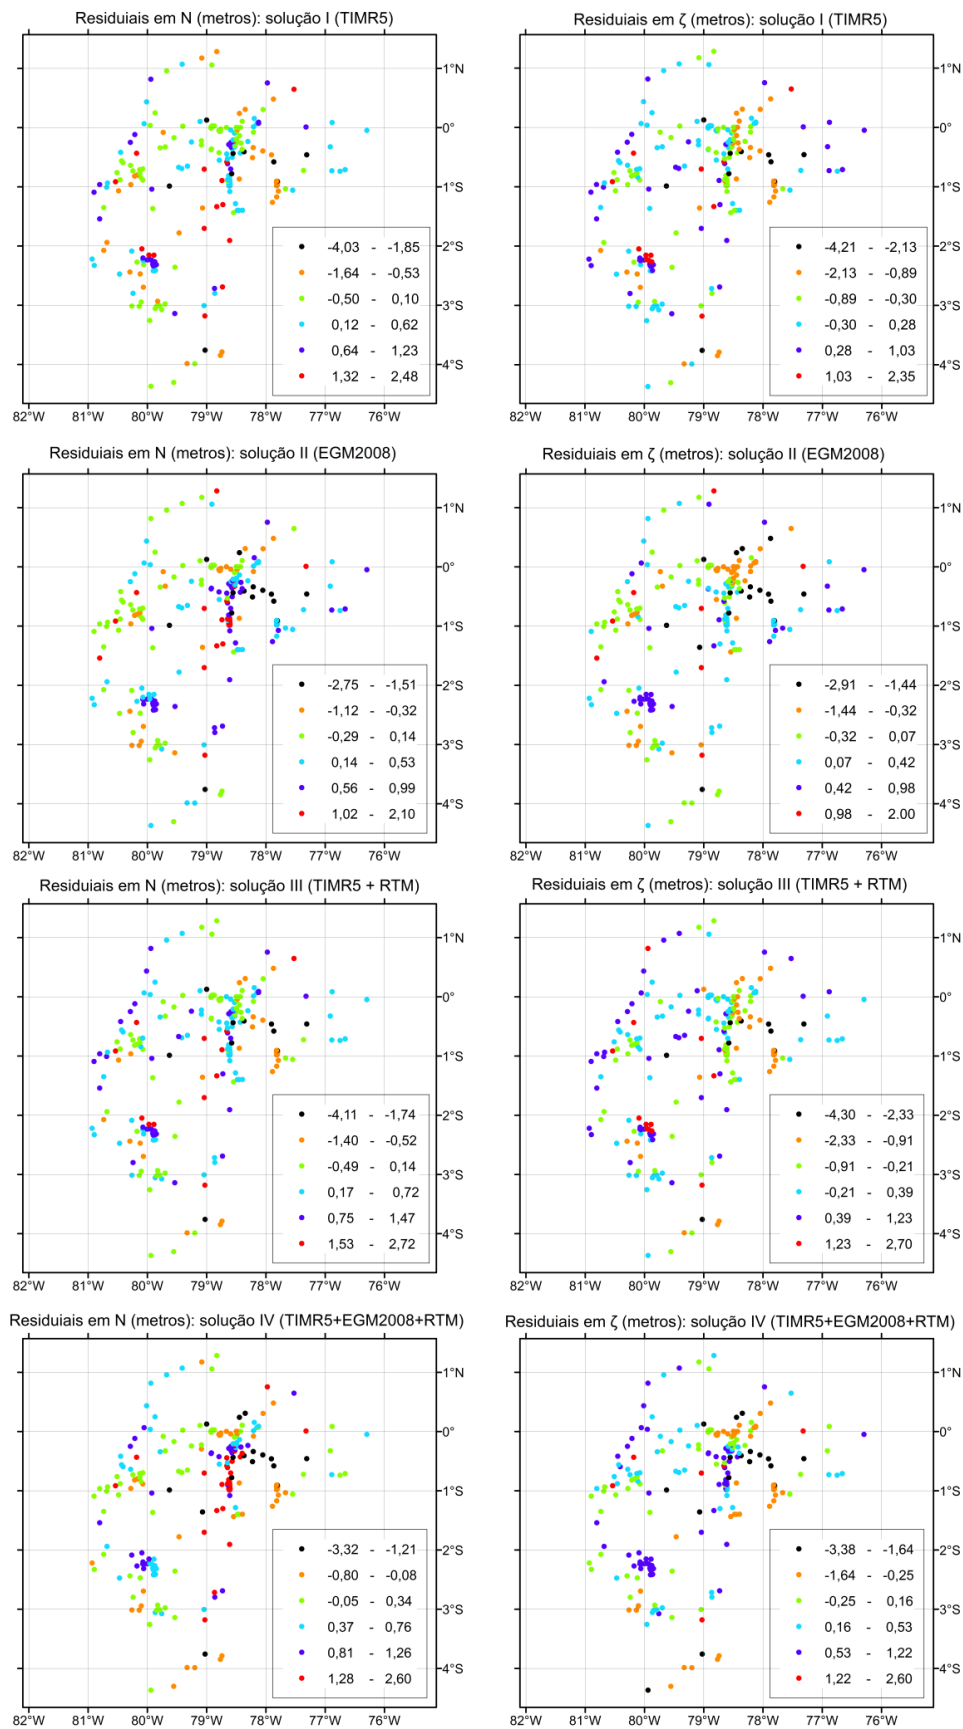 Residuiais em N (metros): solução I (TIMR5)
1°N
0°
1°S
2°S
3°S
4°S
-4,03 - -1,85
-1,64 - -0,53
-0,50 - 0,10
0,12 - 0,62
0,64 - 1,23
1,32 - 2,48
82°W 80°W 79°W 78°W 77°W 76°W
Residuiais em ζ (metros): solução I (TIMR5)
1°N
0°
1°S
2°S
3°S
4°S
-4,21 - -2,13
-2,13 - -0,89
-0,89 - -0,30
-0,30 - 0,28
0,28 - 1,03
1,03 - 2,35
82°W 80°W 79°W 78°W 77°W 76°W
Residuiais em N (metros): solução II (EGM2008)
1°N
0°
1°S
2°S
3°S
4°S
-2,75 - -1,51
-1,12 - -0,32
-0,29 - 0,14
0,14 - 0,53
0,56 - 0,99
1,02 - 2,10
82°W 80°W 79°W 78°W 77°W 76°W
Residuiais em ζ (metros): solução II (EGM2008)
1°N
0°
1°S
2°S
3°S
4°S
-2,91 - -1,44
-1,44 - -0,32
-0,32 - 0,07
0,07 - 0,42
0,42 - 0,98
0,98 - 2.00
82°W 80°W 79°W 78°W 77°W 76°W
Residuiais em N (metros): solução III (TIMR5 + RTM)
1°N
0°
1°S
2°S
3°S
4°S
-4,11 - -1,74
-1,40 - -0,52
-0,49 - 0,14
0,17 - 0,72
0,75 - 1,47
1,53 - 2,72
82°W 80°W 79°W 78°W 77°W 76°W
Residuiais em ζ (metros): solução III (TIMR5 + RTM)
1°N
0°
1°S
2°S
3°S
4°S
-4,30 - -2,33
-2,33 - -0,91
-0,91 - -0,21
-0,21 - 0,39
0,39 - 1,23
1,23 - 2,70
82°W 80°W 79°W 78°W 77°W 76°W
Residuiais em N (metros): solução IV (TIMR5+EGM2008+RTM)
1°N
0°
1°S
2°S
3°S
4°S
-3,32 - -1,21
-0,80 - -0,08
-0,05 - 0,34
0,37 - 0,76
0,81 - 1,26
1,28 - 2,60
82°W 80°W 79°W 78°W 77°W 76°W
Residuiais em ζ (metros): solução IV (TIMR5+EGM2008+RTM)
1°N
0°
1°S
2°S
3°S
4°S
-3,38 - -1,64
-1,64 - -0,25
-0,25 - 0,16
0,16 - 0,53
0,53 - 1,22
1,22 - 2,60
82°W 80°W 79°W 78°W 77°W 76°W